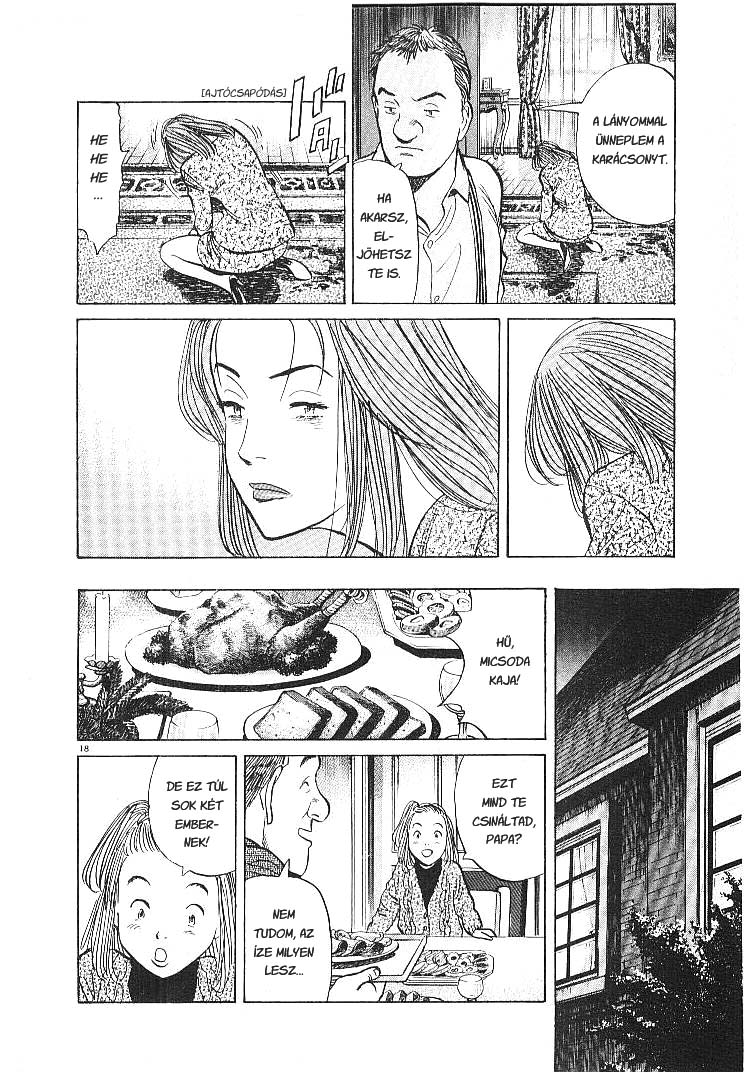 A LÁNYOMMAL
ÜNNEPLEM A
KARÁCSONYT.
HA
AKARSZ,
EL-
JÖHETSZ
TE IS.
[AJTÓCSAPÓDÁS]
HE
HE
HE
...
HŰ,
MICSODA
KAJA!
18
EZT
MIND TE
CSINÁLTAD,
PAPA?
NEM
TUDOM, AZ
ÍZE MILYEN
LESZ...
DE EZ TÚL
SOK KÉT
EMBER-
NEK!